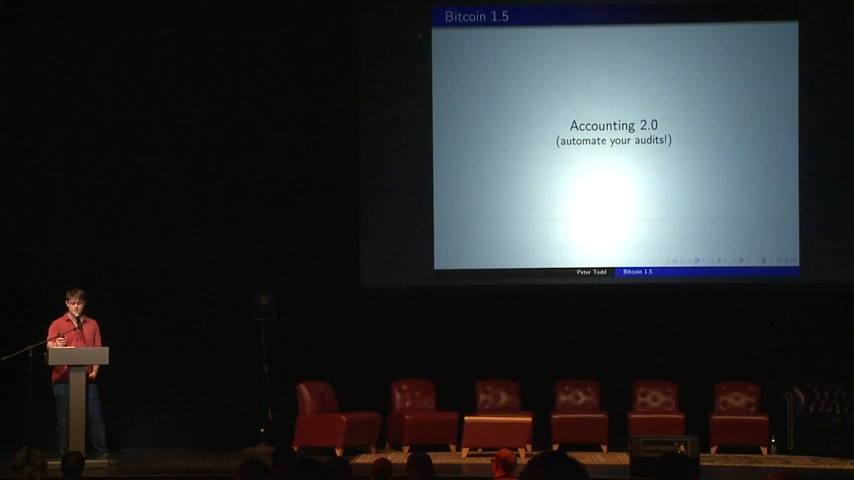 Bitcoin 1.5
Accounting 2.0
(automate your audits!)
Peter Todd Bitcoin 1.5